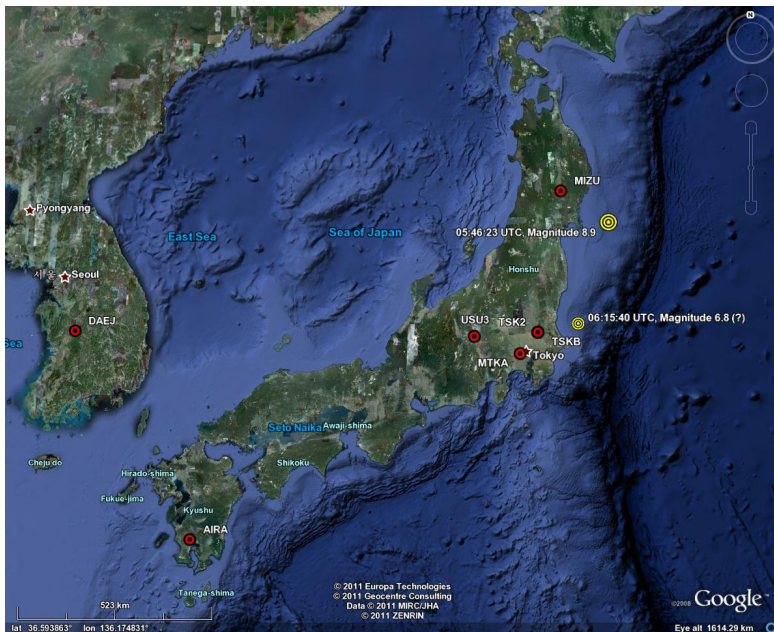 N
MIZU
Pyongyang
05:46:23 UTC, Magnitude 8.9
East Sea
Sea of Japan
Honshu
서울
Seoul
DAEJ
USU3
TSK2
06:15:40 UTC, Magnitude 6.8 (?)
TSKB
Sea
MTKA
Tokyo
Seto Naikai
Awaji-shima
Cheju do
Shikoku
Hirado-shima
Fukue-jima
Kyushu
AIRA
Tanega-shima
523 km
© 2011 Europa Technologies
© 2011 Geocentre Consulting
Data © 2011 MIRC/JHA
© 2011 ZENRIN
©2008 Google™
lat 36.593863° lon 136.174831°
Eye alt 1614.29 km